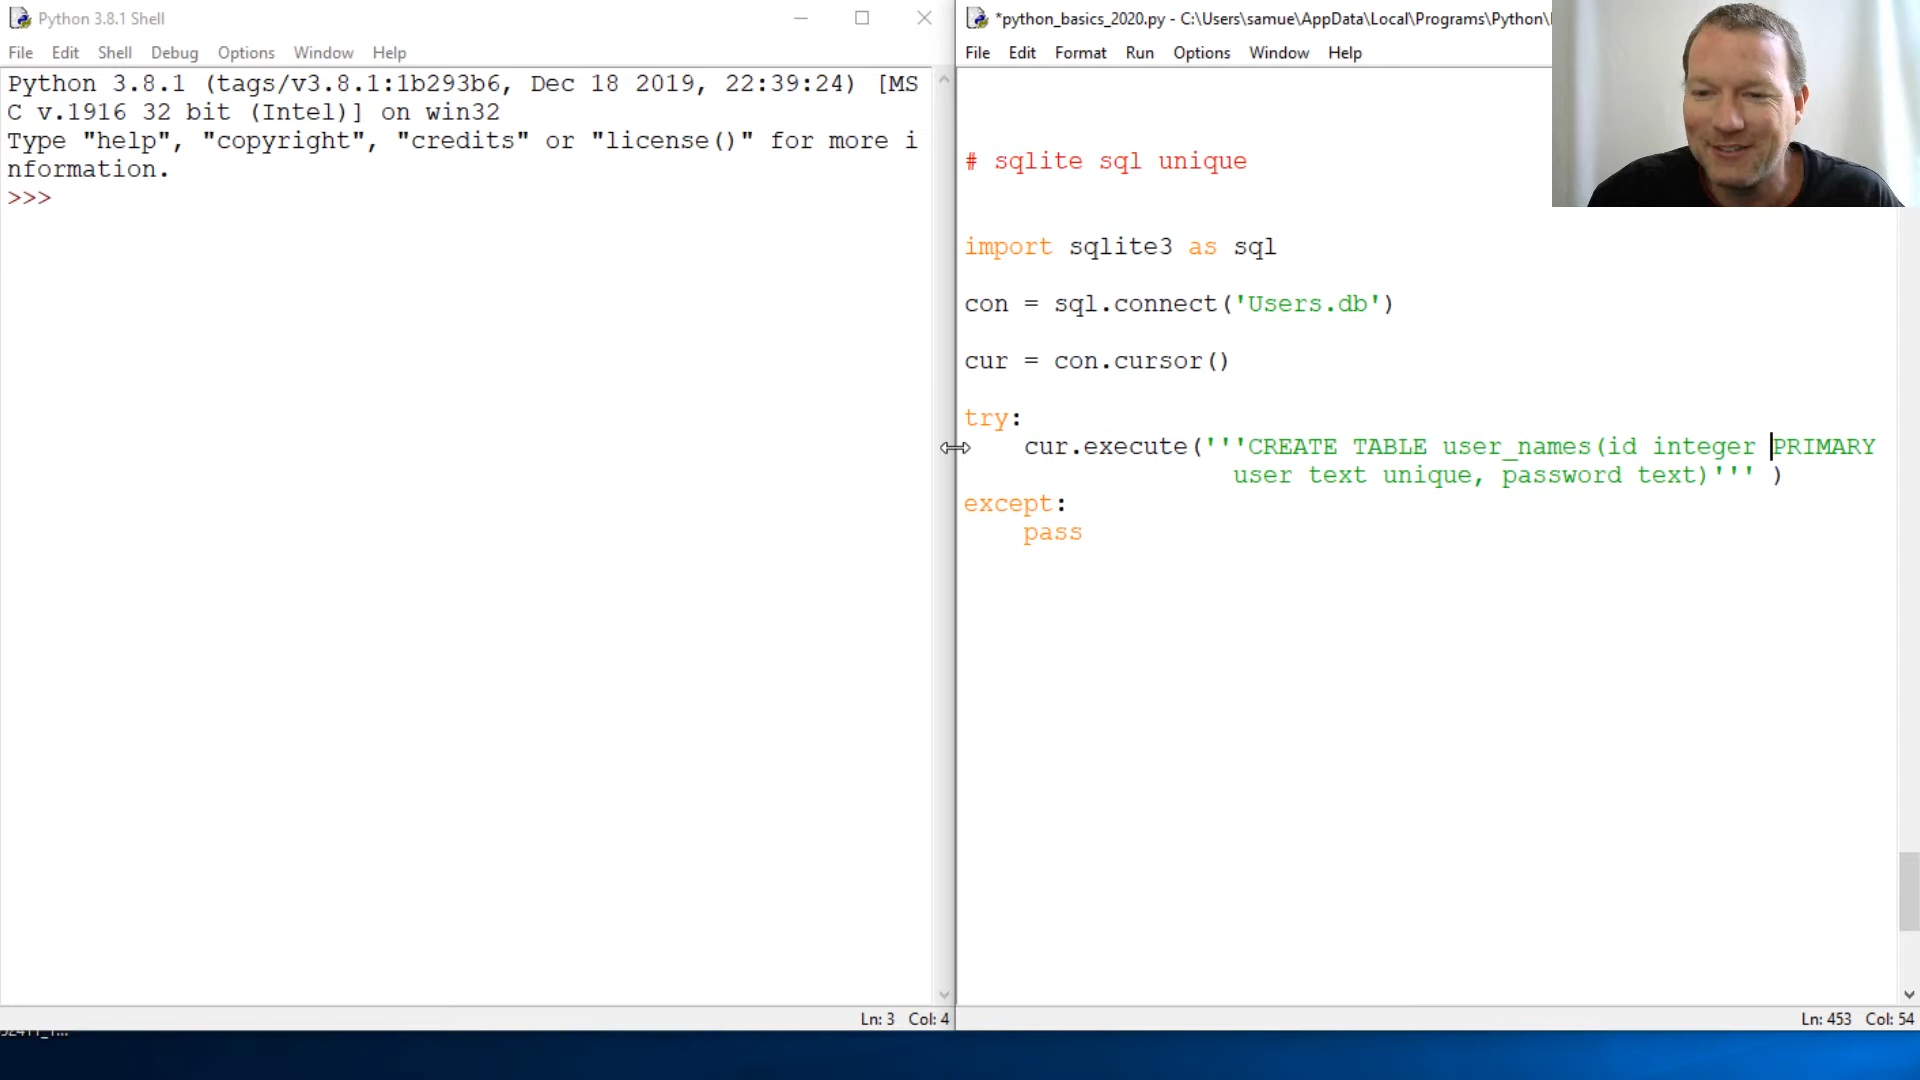 Python 3.8.1 Shell
File Edit Shell Debug Options Window Help
Python 3.8.1 (tags/v3.8.1:1b293b6, Dec 18 2019, 22:39:24) [MS
C v.1916 32 bit (Intel)] on win32
Type "help", "copyright", "credits" or "license()" for more i
nformation.
>>>
Ln: 3 Col: 4
*python_basics_2020.py - C:\Users\samue\AppData\Local\Programs\Python\
File Edit Format Run Options Window Help
# sqlite sql unique
import sqlite3 as sql
con = sql.connect('Users.db')
cur = con.cursor()
try:
    cur.execute('''CREATE TABLE user_names(id integer PRIMARY
                  user text unique, password text)''' )
except:
    pass
Ln: 453 Col: 54